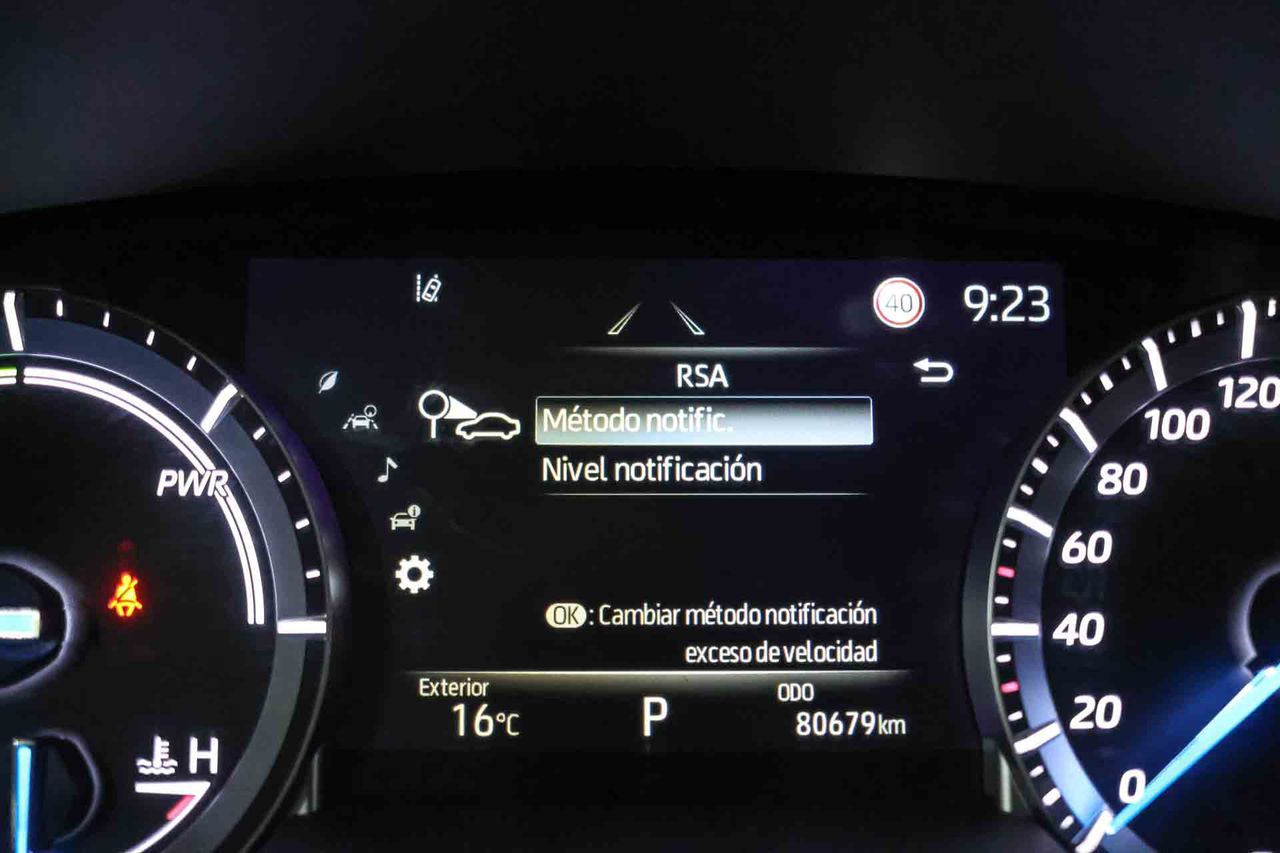 40
9:23
RSA
Método notific.
Nivel notificación
OK : Cambiar método notificación
exceso de velocidad
Exterior
16°C
P
ODO
80679km
PWR
H
120
100
80
60
40
20
0